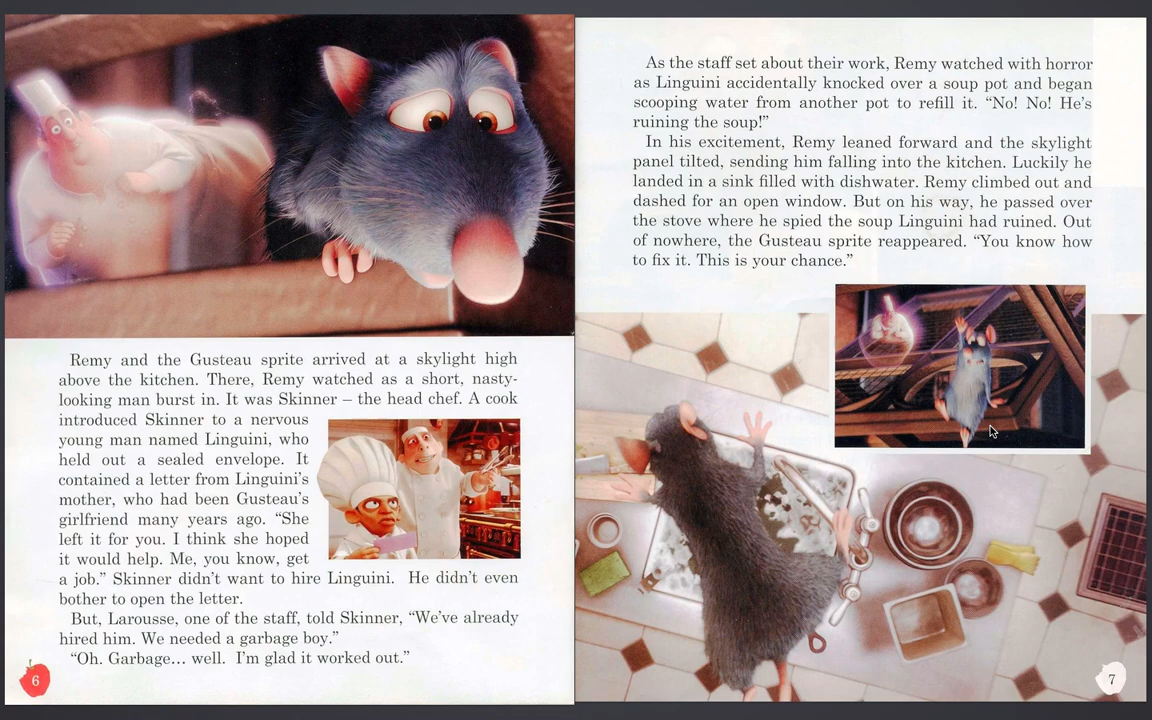 Remy and the Gusteau sprite arrived at a skylight high
above the kitchen. There, Remy watched as a short, nasty-
looking man burst in. It was Skinner – the head chef. A cook
introduced Skinner to a nervous
young man named Linguini, who
held out a sealed envelope. It
contained a letter from Linguini's
mother, who had been Gusteau's
girlfriend many years ago. “She
left it for you. I think she hoped
it would help. Me, you know, get
a job.” Skinner didn't want to hire Linguini. He didn't even
bother to open the letter.
But, Larousse, one of the staff, told Skinner, “We've already
hired him. We needed a garbage boy.”
“Oh. Garbage… well. I'm glad it worked out.”
6
As the staff set about their work, Remy watched with horror
as Linguini accidentally knocked over a soup pot and began
scooping water from another pot to refill it. “No! No! He's
ruining the soup!”
In his excitement, Remy leaned forward and the skylight
panel tilted, sending him falling into the kitchen. Luckily he
landed in a sink filled with dishwater. Remy climbed out and
dashed for an open window. But on his way, he passed over
the stove where he spied the soup Linguini had ruined. Out
of nowhere, the Gusteau sprite reappeared. “You know how
to fix it. This is your chance.”
7